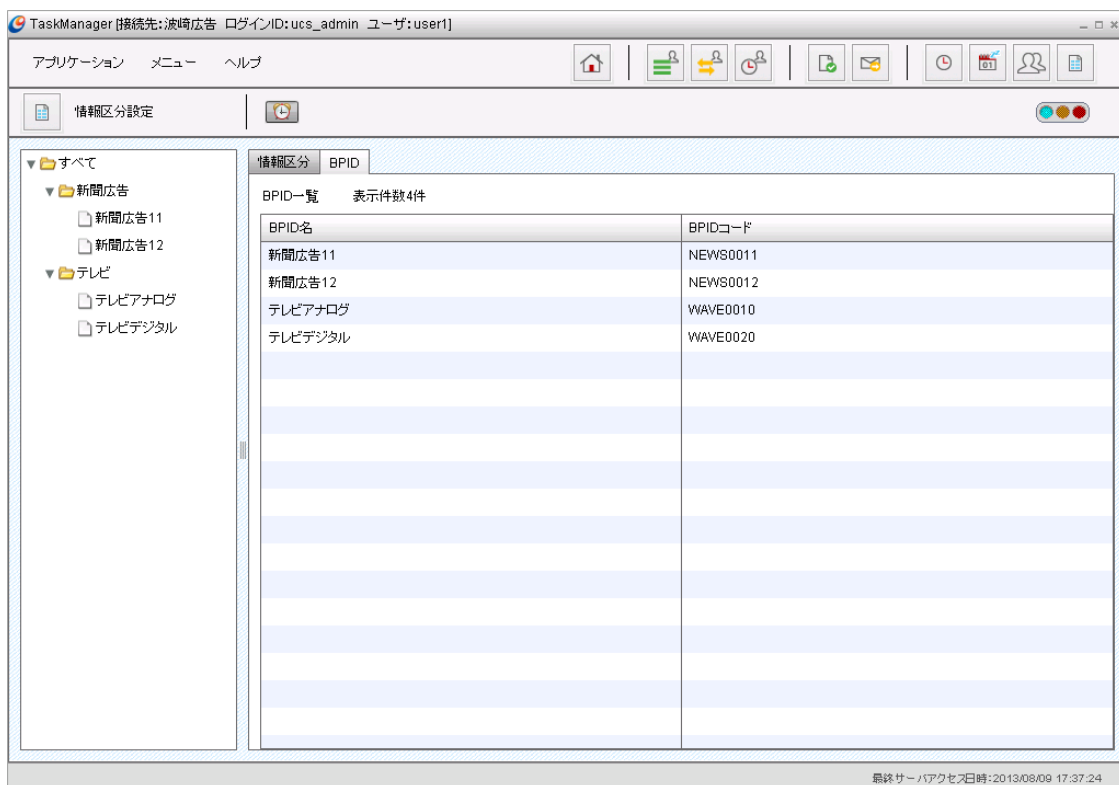 TaskManager [接続先:波崎広告 ログインID:ucs_admin ユーザ:user1]
アプリケーション メニュー ヘルプ
01
情報区分設定
すべて
新聞広告
新聞広告11
新聞広告12
テレビ
テレビアナログ
テレビデジタル
情報区分 BPID
BPID一覧 表示件数4件
BPID名 BPIDコード
新聞広告11 NEWS0011
新聞広告12 NEWS0012
テレビアナログ WAVE0010
テレビデジタル WAVE0020
最終サーバアクセス日時:2013/08/09 17:37:24